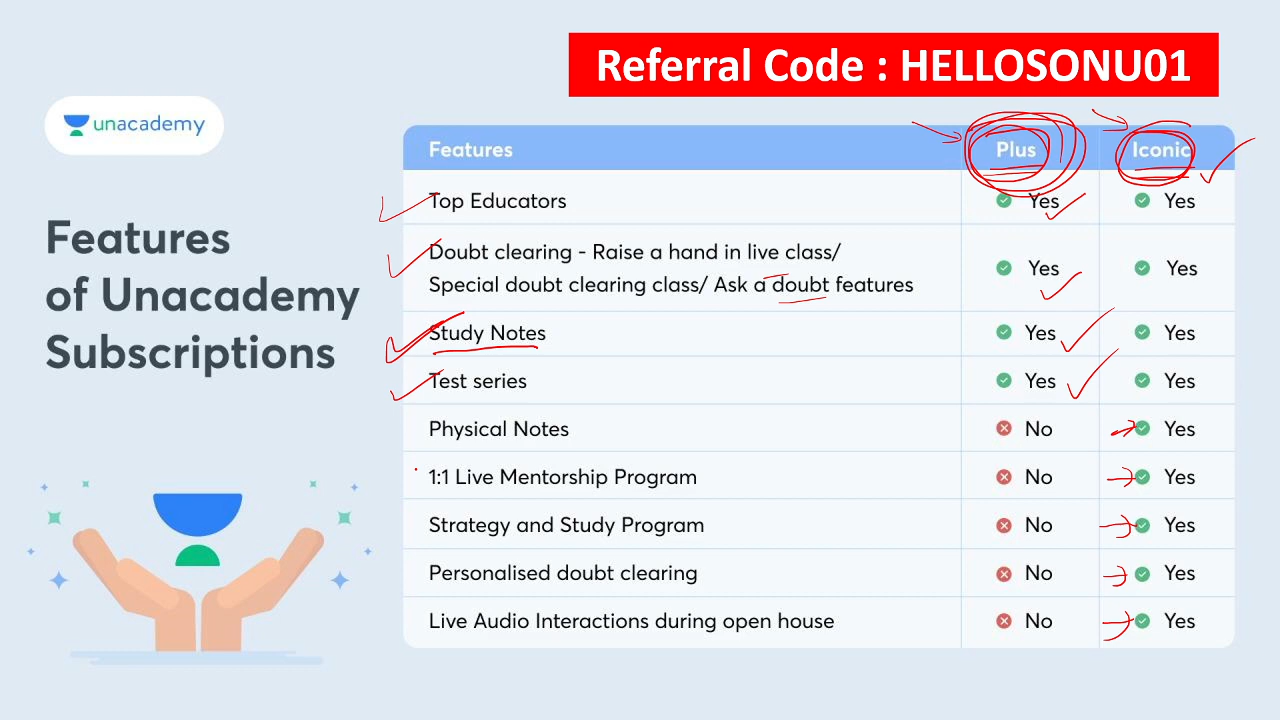 Referral Code : HELLOSONU01
unacademy
Features
of Unacademy
Subscriptions
Features Plus Iconic
Top Educators Yes Yes
Doubt clearing - Raise a hand in live class/
Special doubt clearing class/ Ask a doubt features Yes Yes
Study Notes Yes Yes
Test series Yes Yes
Physical Notes No Yes
1:1 Live Mentorship Program No Yes
Strategy and Study Program No Yes
Personalised doubt clearing No Yes
Live Audio Interactions during open house No Yes